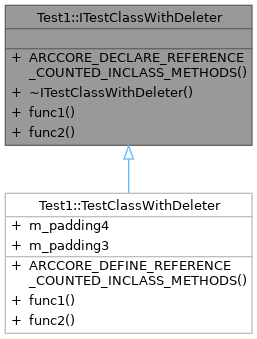 Test1::ITestClassWithDeleter
+ ARCCORE_DECLARE_REFERENCE
_COUNTED_INCLASS_METHODS()
+ ~ITestClassWithDeleter()
+ func1()
+ func2()
Test1::TestClassWithDeleter
+ m_padding4
+ m_padding3
+ ARCCORE_DEFINE_REFERENCE
_COUNTED_INCLASS_METHODS()
+ func1()
+ func2()